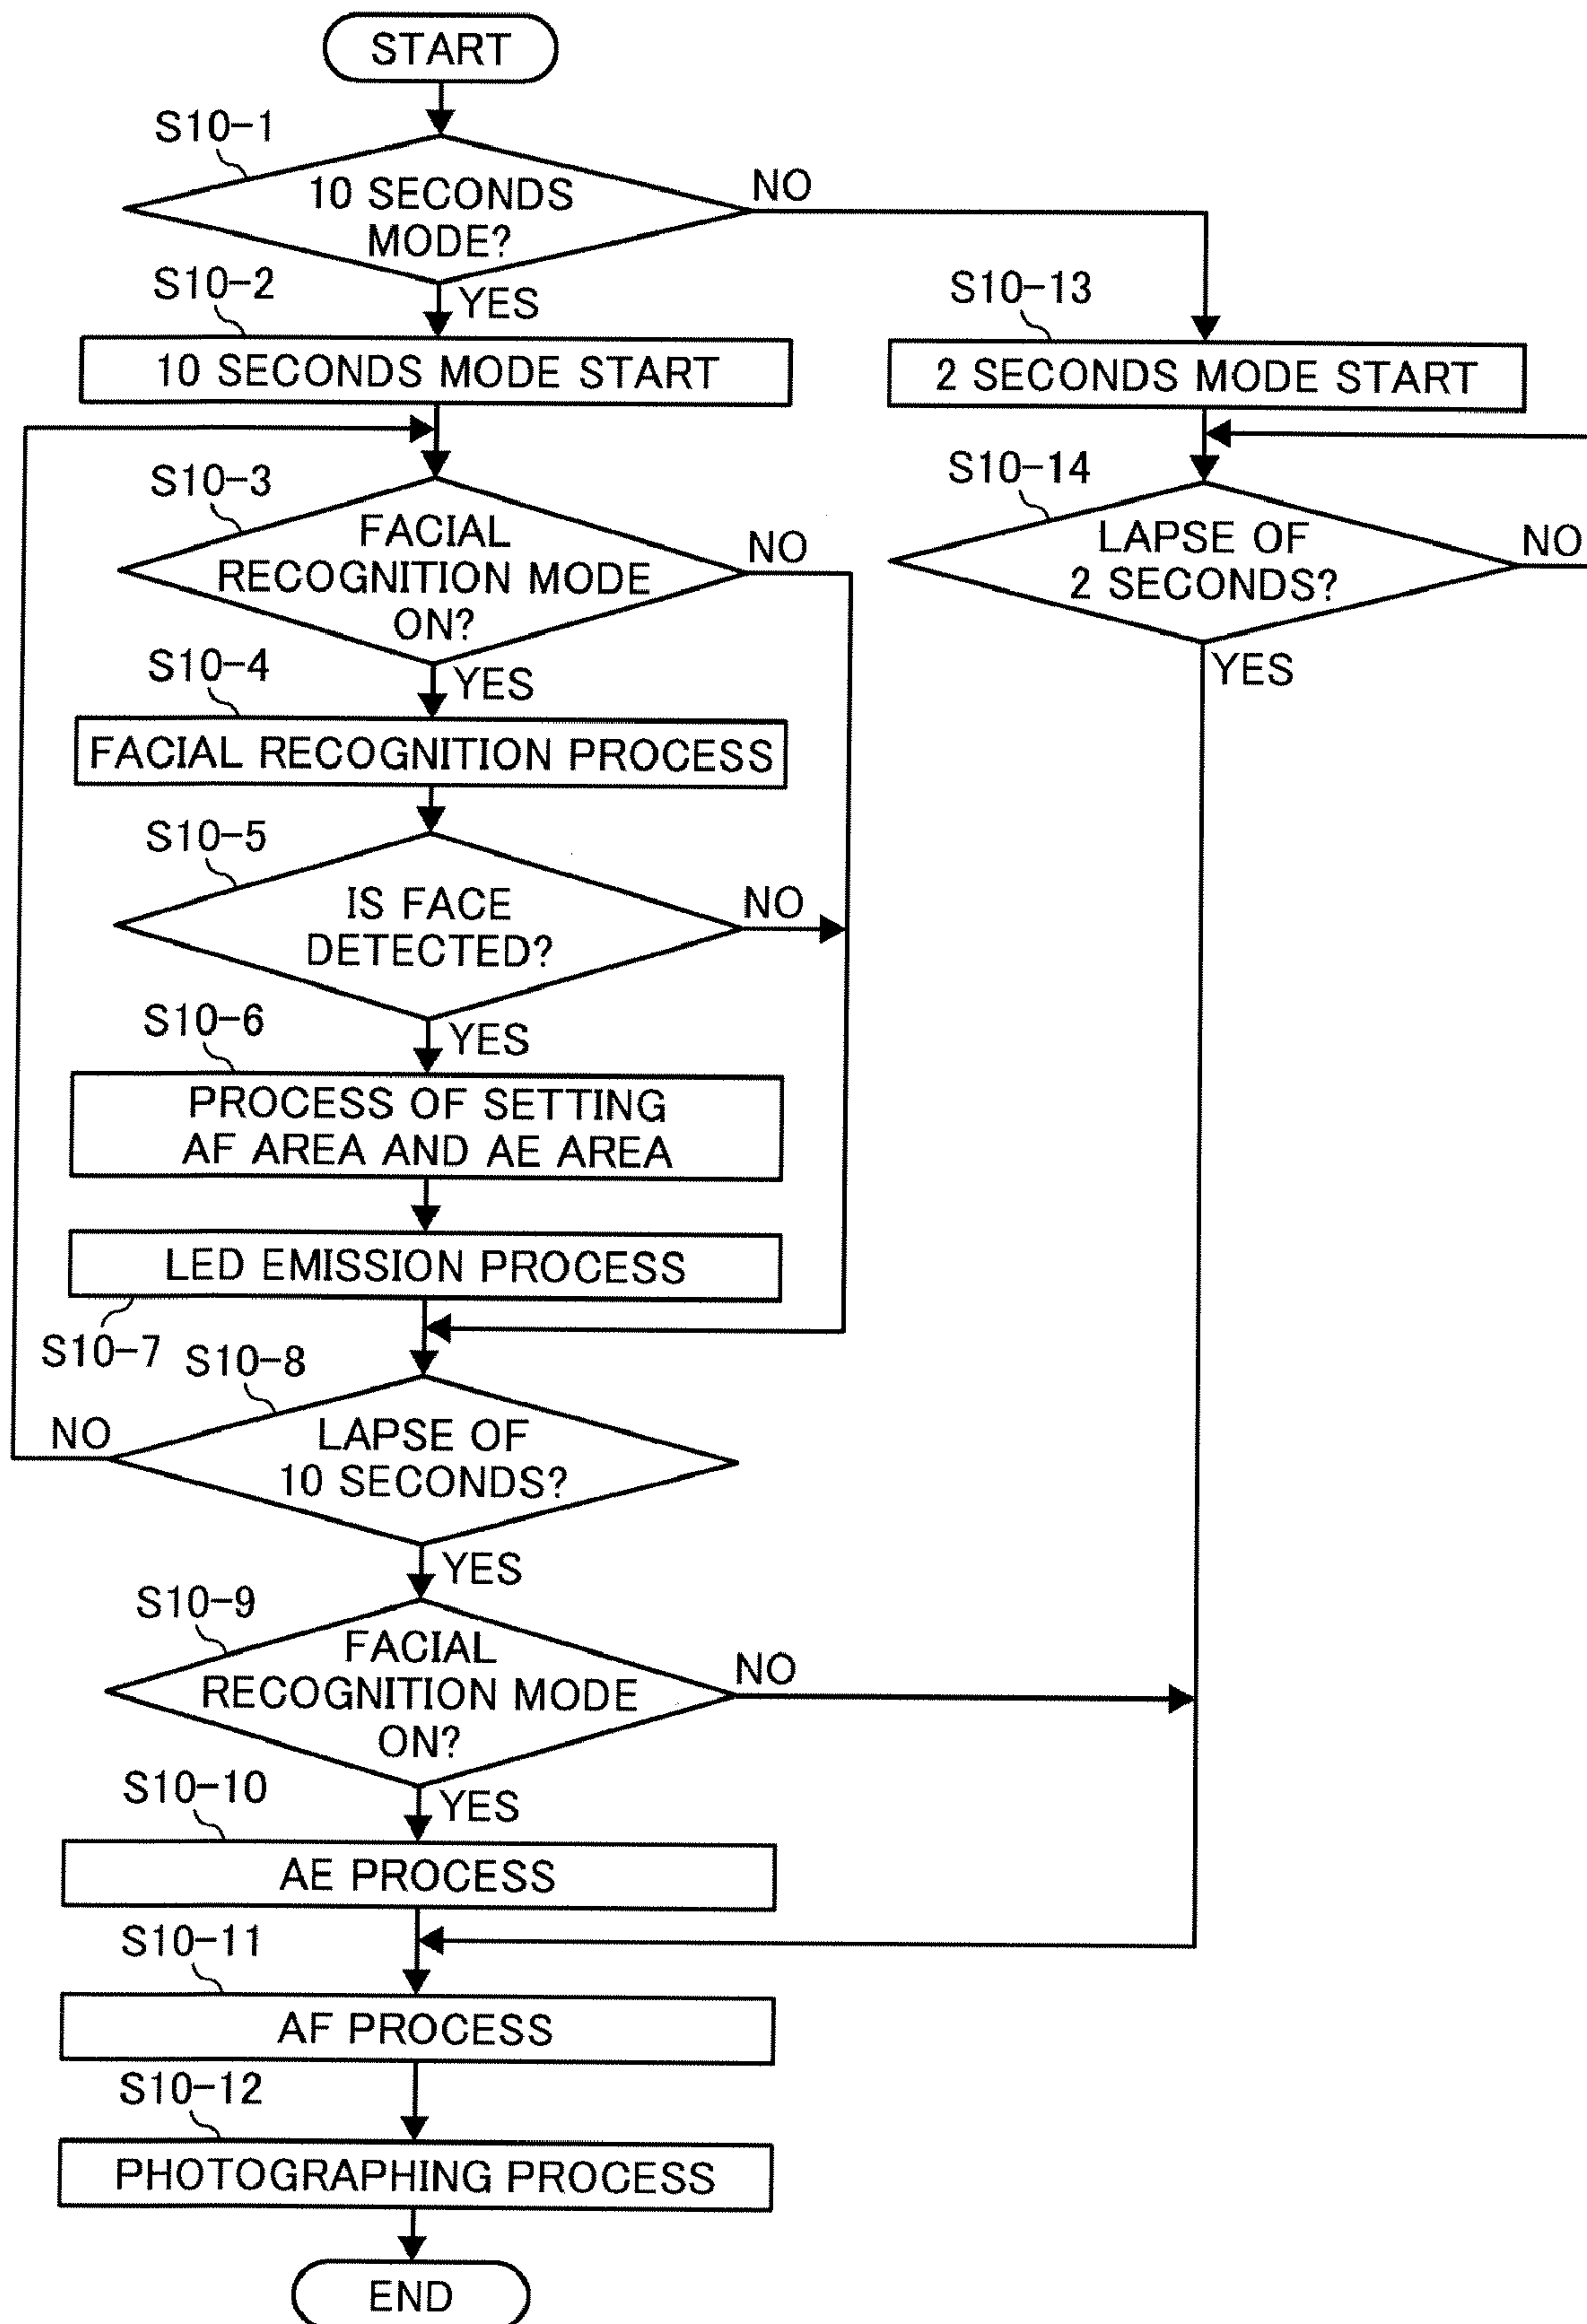 START
S10-1
10 SECONDS
MODE?
NO
YES
S10-2
10 SECONDS MODE START
S10-13
2 SECONDS MODE START
S10-3
FACIAL
RECOGNITION MODE
ON?
NO
YES
S10-14
LAPSE OF
2 SECONDS?
NO
YES
S10-4
FACIAL RECOGNITION PROCESS
S10-5
IS FACE
DETECTED?
NO
YES
S10-6
PROCESS OF SETTING
AF AREA AND AE AREA
LED EMISSION PROCESS
S10-7
S10-8
LAPSE OF
10 SECONDS?
NO
YES
S10-9
FACIAL
RECOGNITION MODE
ON?
NO
YES
S10-10
AE PROCESS
S10-11
AF PROCESS
S10-12
PHOTOGRAPHING PROCESS
END